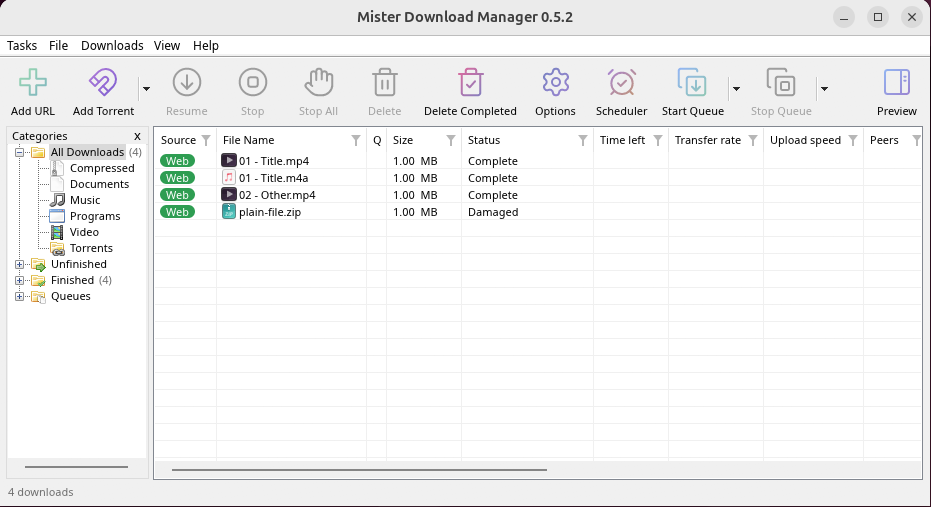 Mister Download Manager 0.5.2
Tasks File Downloads View Help
Add URL Add Torrent Resume Stop Stop All Delete Delete Completed Options Scheduler Start Queue Stop Queue Preview
Categories X
All Downloads (4)
Compressed
Documents
Music
Programs
Video
Torrents
Unfinished
Finished (4)
Queues
Source File Name Q Size Status Time left Transfer rate Upload speed Peers
Web 01 - Title.mp4 1.00 MB Complete
Web 01 - Title.m4a 1.00 MB Complete
Web 02 - Other.mp4 1.00 MB Complete
Web plain-file.zip 1.00 MB Damaged
4 downloads